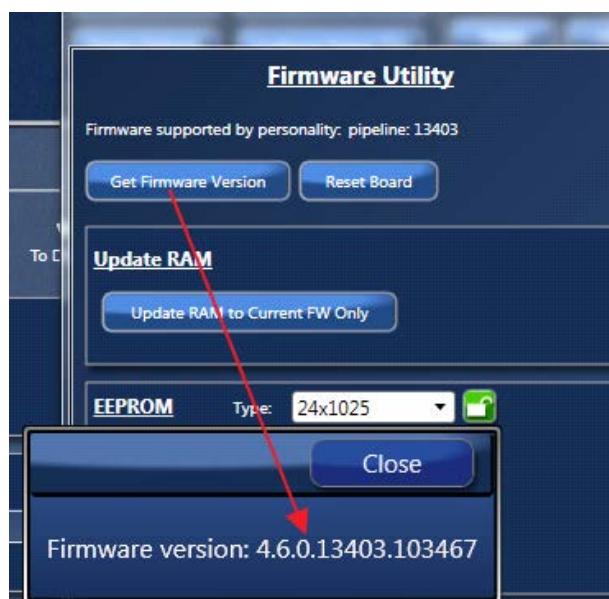 Firmware Utility
Firmware supported by personality: pipeline: 13403
Get Firmware Version Reset Board
To D
Update RAM
Update RAM to Current FW Only
EEPROM Type: 24x1025
Close
Firmware version: 4.6.0.13403.103467